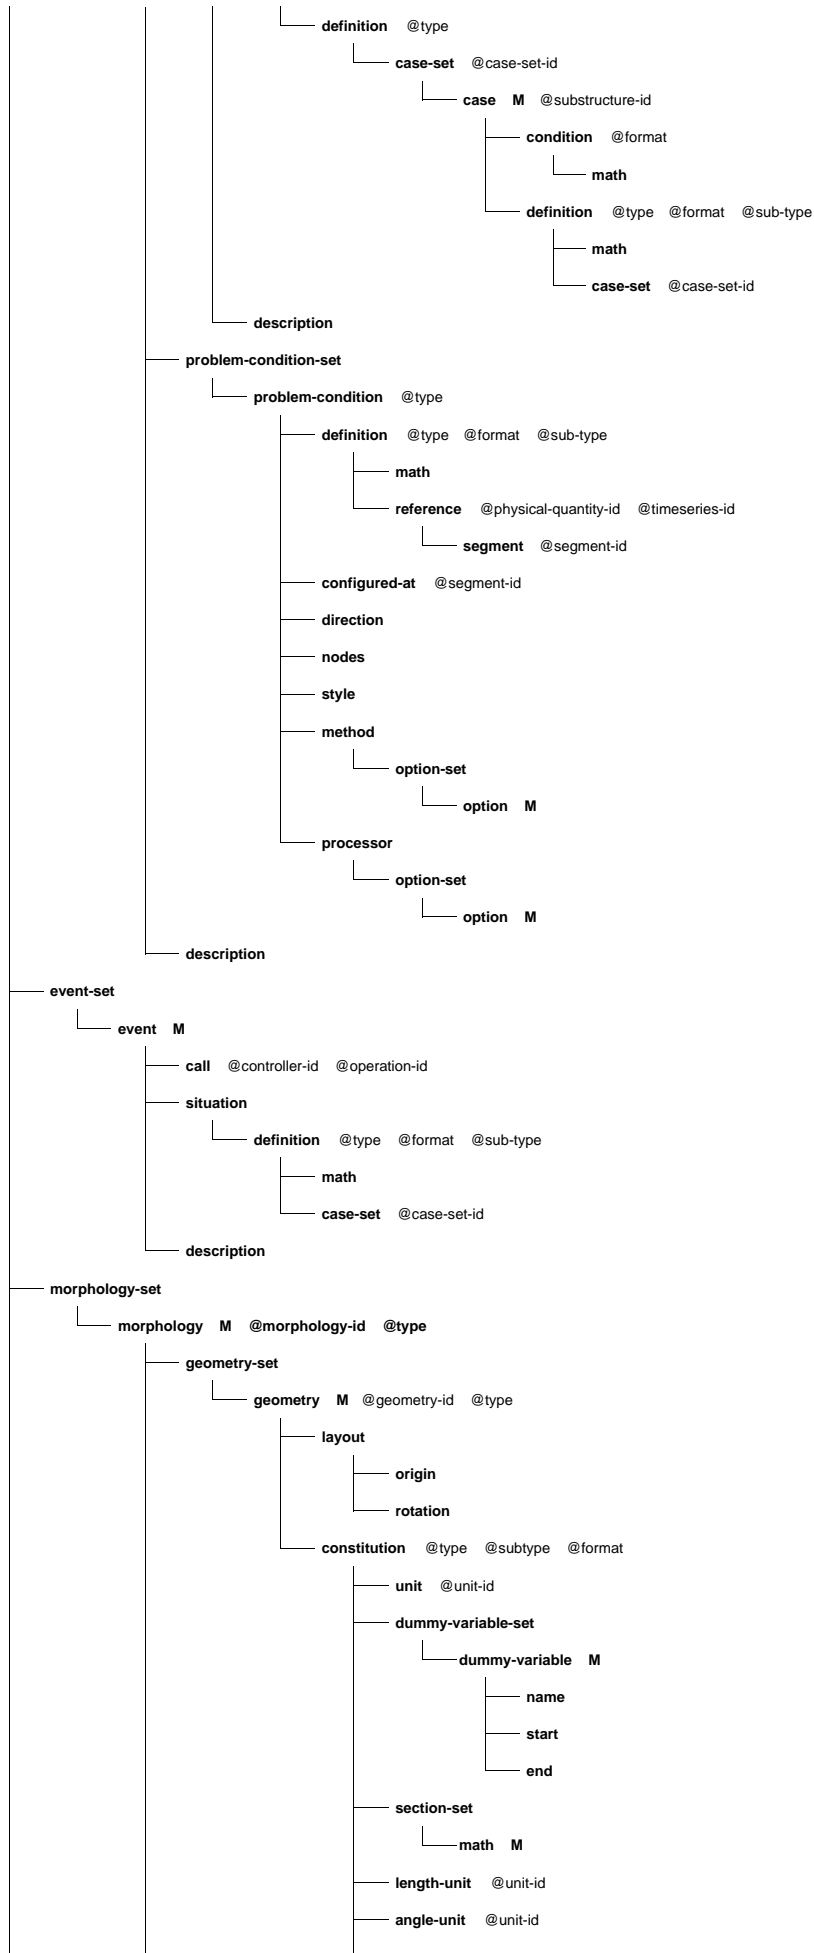 definition @type
case-set @case-set-id
case M @substructure-id
condition @format
math
definition @type @format @sub-type
math
case-set @case-set-id
description
problem-condition-set
problem-condition @type
definition @type @format @sub-type
math
reference @physical-quantity-id @timeseries-id
segment @segment-id
configured-at @segment-id
direction
nodes
style
method
option-set
option M
processor
option-set
option M
description
event-set
event M
call @controller-id @operation-id
situation
definition @type @format @sub-type
math
case-set @case-set-id
description
morphology-set
morphology M @morphology-id @type
geometry-set
geometry M @geometry-id @type
layout
origin
rotation
constitution @type @subtype @format
unit @unit-id
dummy-variable-set
dummy-variable M
name
start
end
section-set
math M
length-unit @unit-id
angle-unit @unit-id